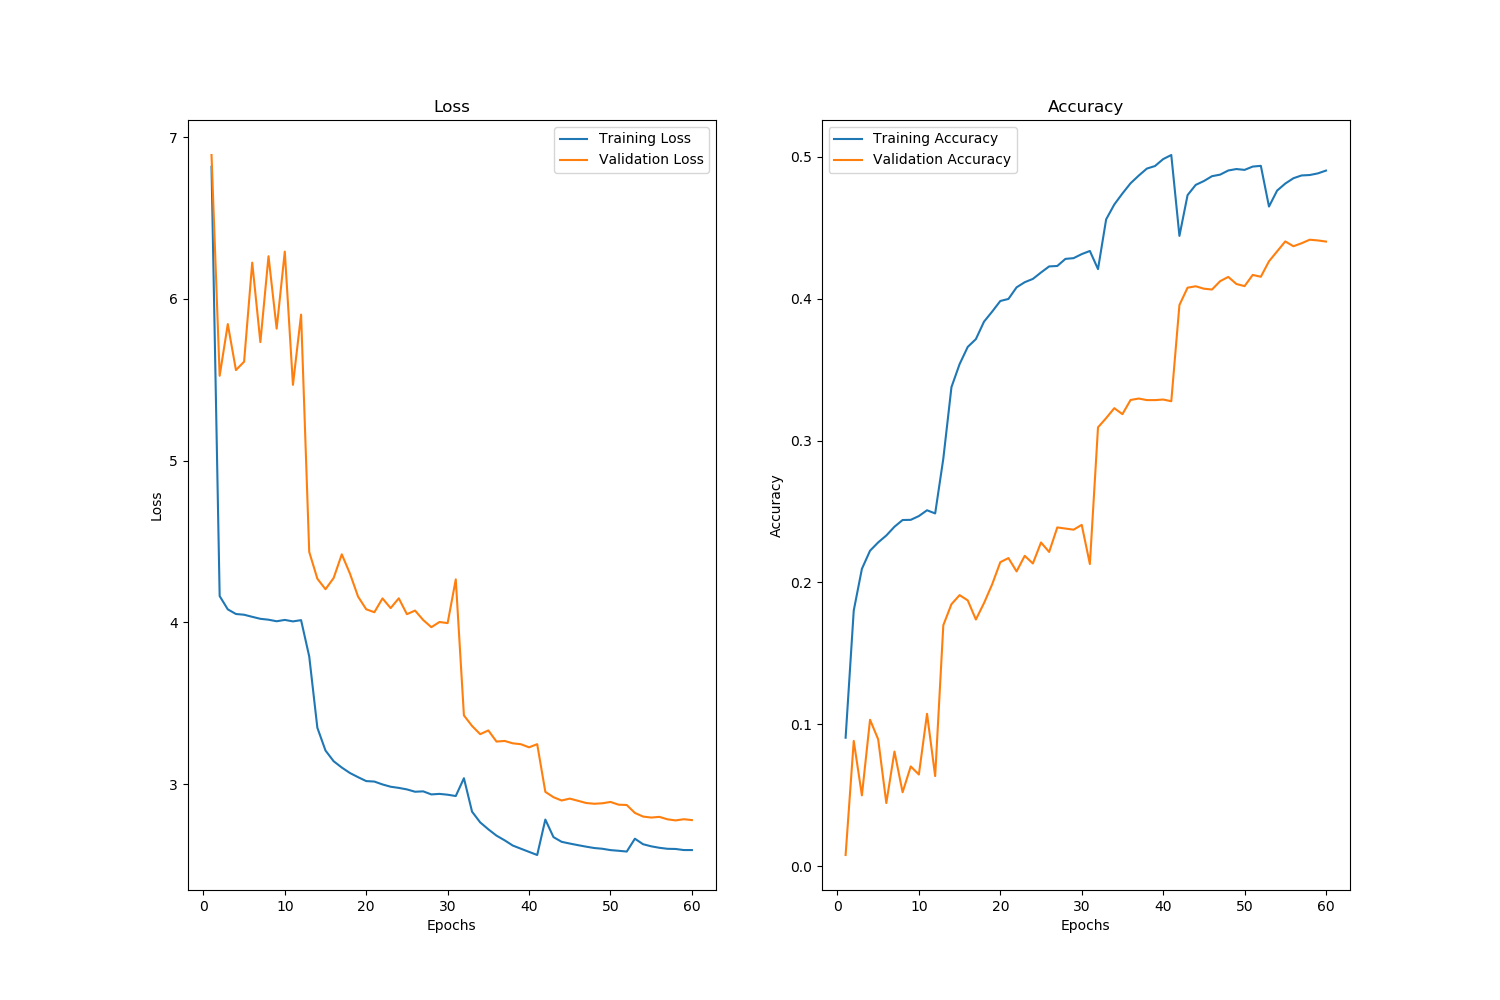 Loss
Training Loss
Validation Loss
7
6
5
4
3
Loss
0 10 20 30 40 50 60
Epochs
Accuracy
Training Accuracy
Validation Accuracy
0.5
0.4
0.3
0.2
0.1
0.0
Accuracy
0 10 20 30 40 50 60
Epochs